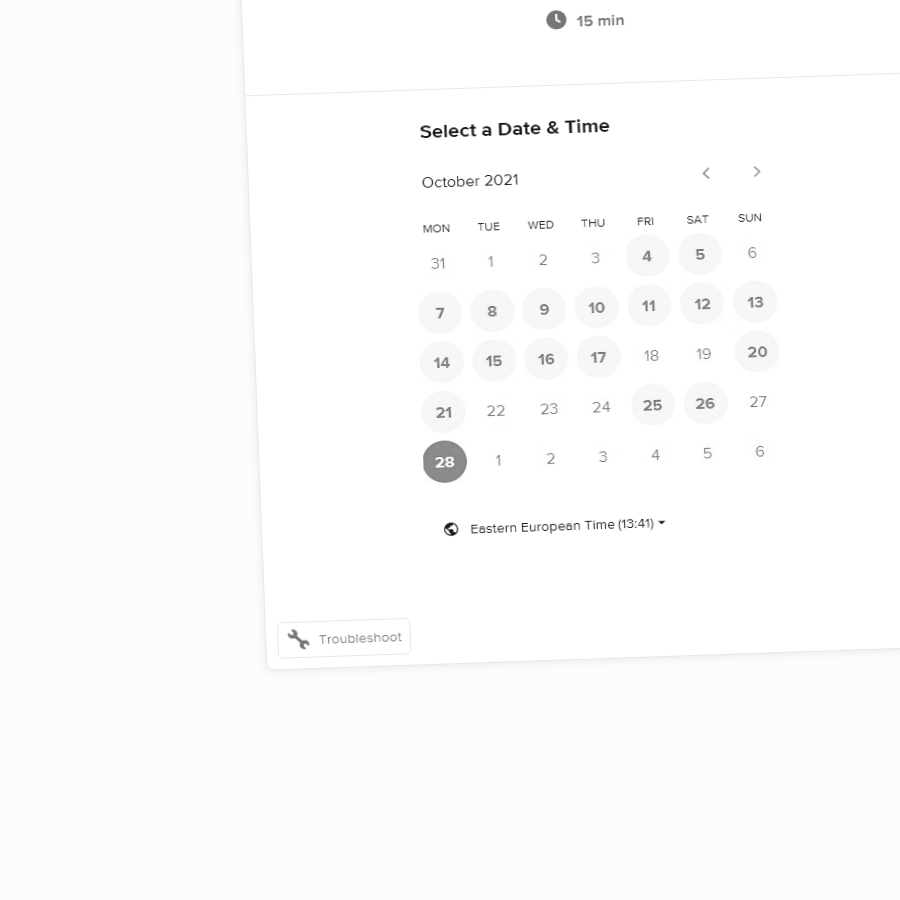 15 min
Select a Date & Time
October 2021
MON TUE WED THU FRI SAT SUN
31 1 2 3 4 5 6
7 8 9 10 11 12 13
14 15 16 17 18 19 20
21 22 23 24 25 26 27
28 1 2 3 4 5 6
Eastern European Time (13:41)
Troubleshoot